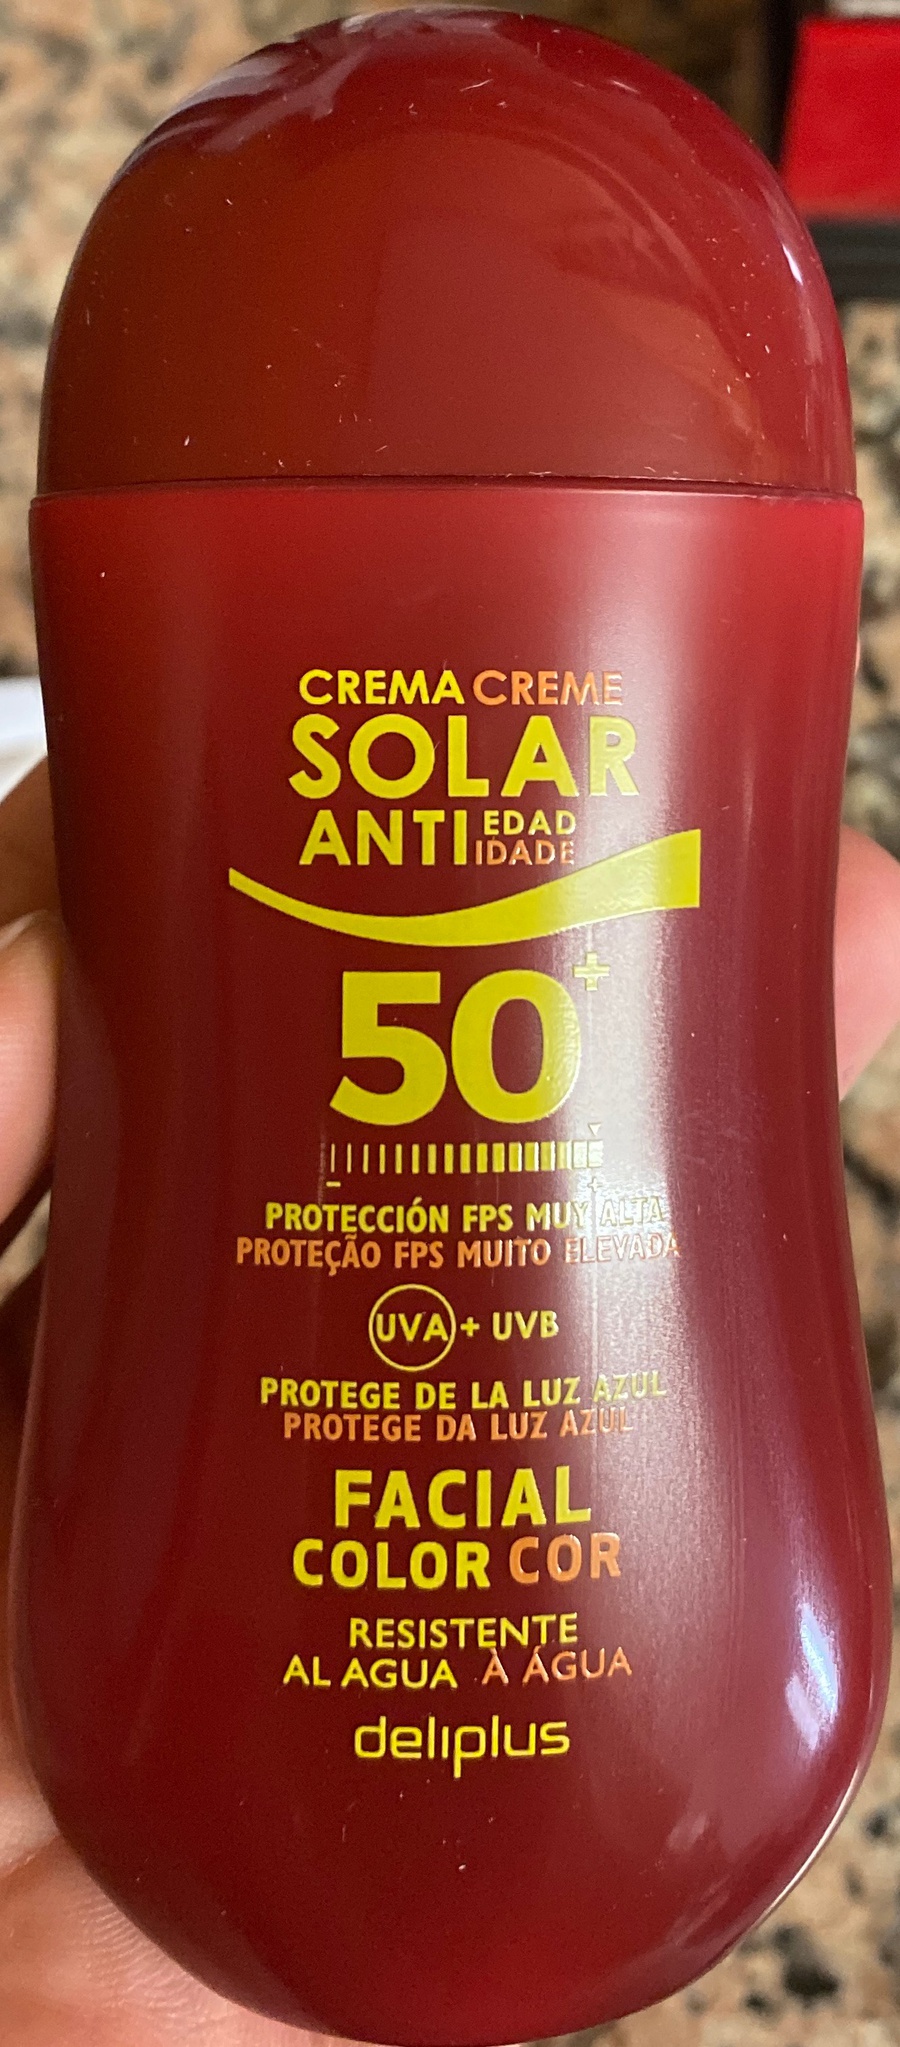 CREMA CREME
SOLAR
ANTI EDAD
IDADE
50+
- +
PROTECCIÓN FPS MUY ALTA
PROTEÇÃO FPS MUITO ELEVADA
UVA + UVB
PROTEGE DE LA LUZ AZUL
PROTEGE DA LUZ AZUL
FACIAL
COLOR COR
RESISTENTE
AL AGUA À ÁGUA
deliplus